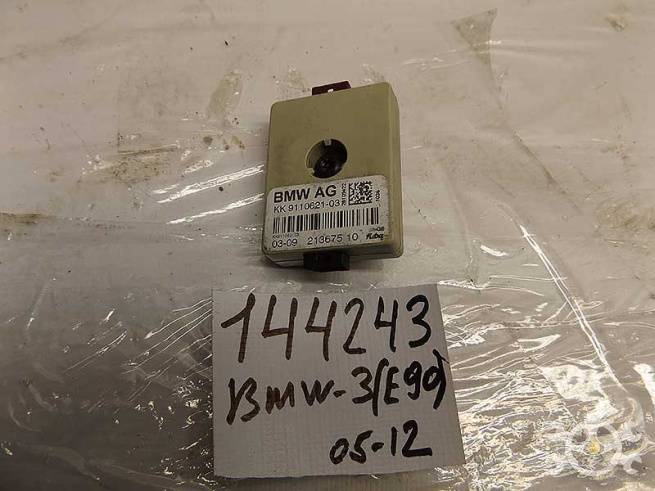 BMW AG
KK 9110621-03
03-09 213675 10
144243
BMW-3(E90)
05-12